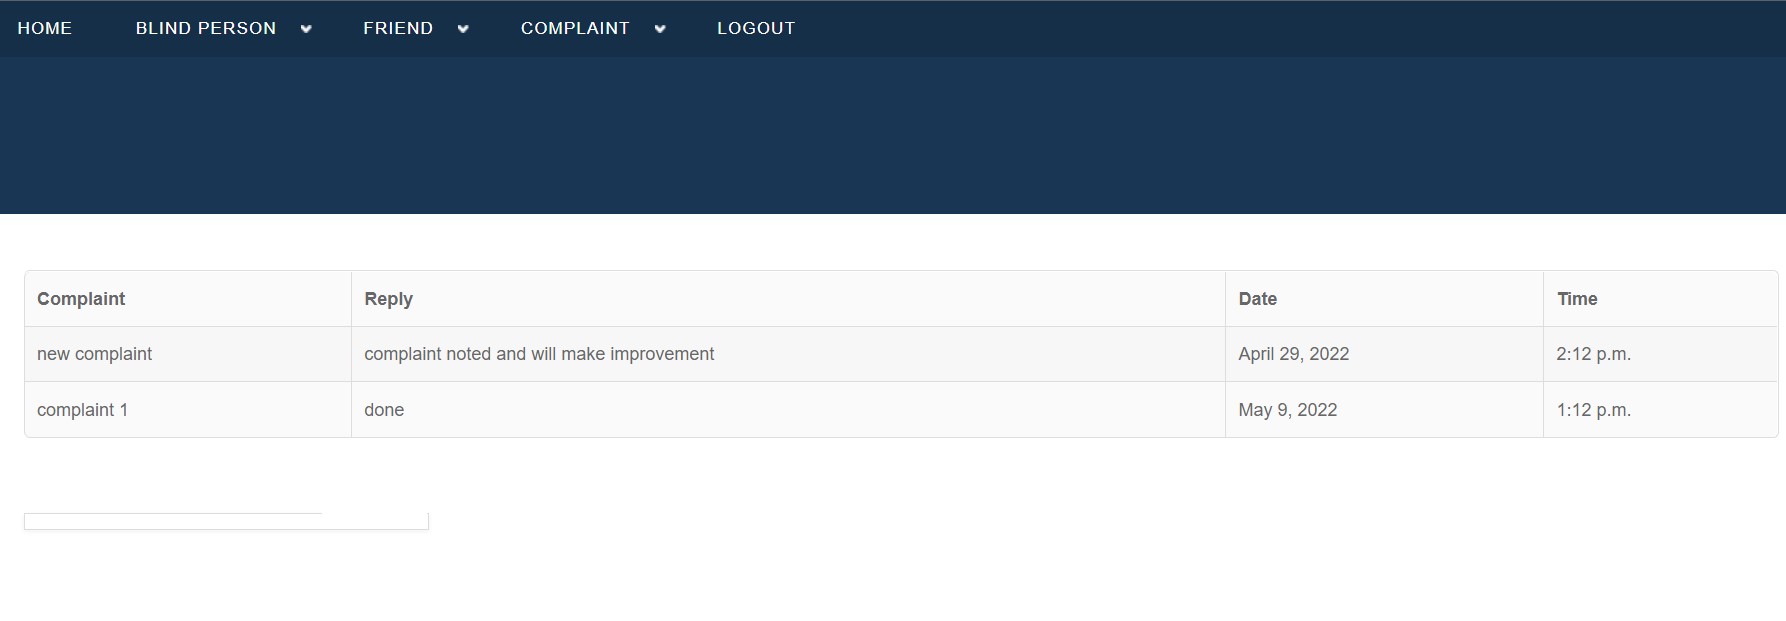 HOME BLIND PERSON FRIEND COMPLAINT LOGOUT
Complaint Reply Date Time
new complaint complaint noted and will make improvement April 29, 2022 2:12 p.m.
complaint 1 done May 9, 2022 1:12 p.m.